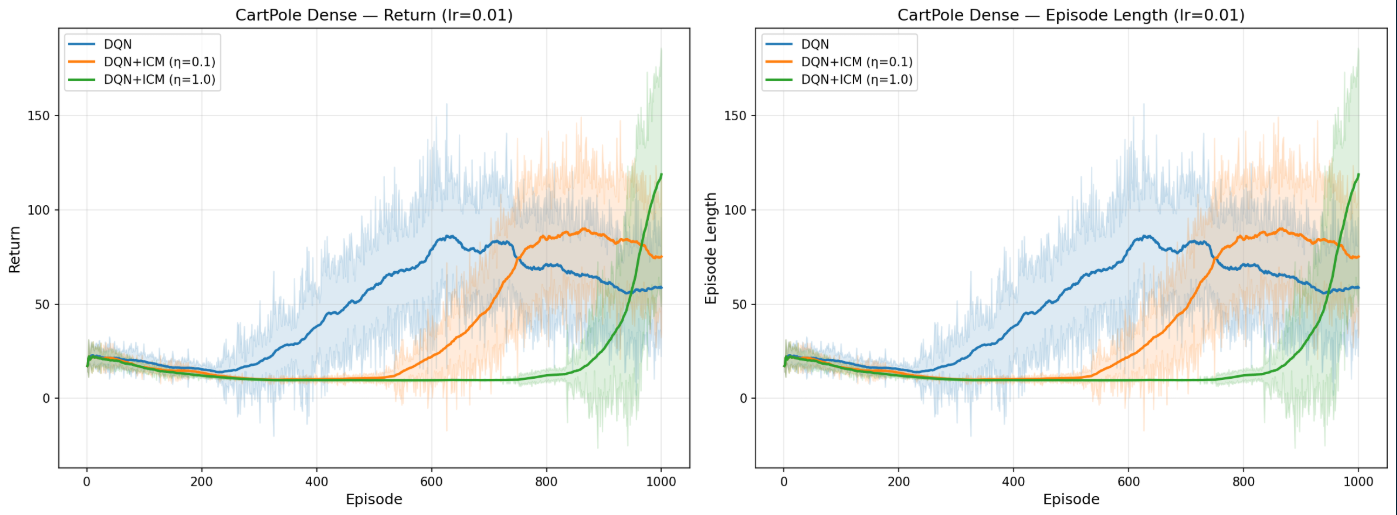 CartPole Dense — Return (lr=0.01)
DQN
DQN+ICM (η=0.1)
DQN+ICM (η=1.0)
150
100
50
0
Return
0
200
400
600
800
1000
Episode
CartPole Dense — Episode Length (lr=0.01)
DQN
DQN+ICM (η=0.1)
DQN+ICM (η=1.0)
150
100
50
0
Episode Length
0
200
400
600
800
1000
Episode